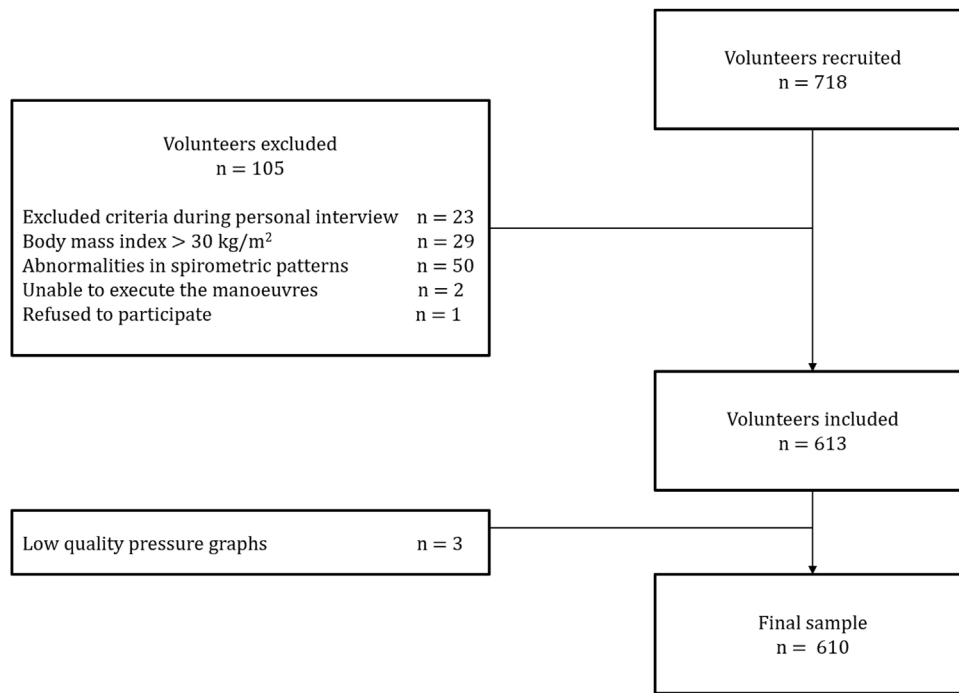 Volunteers recruited
n = 718
Volunteers excluded
n = 105
Excluded criteria during personal interview n = 23
Body mass index > 30 kg/m²
n = 29
Abnormalities in spirometric patterns n = 50
Unable to execute the manoeuvres n = 2
Refused to participate n = 1
Volunteers included
n = 613
Low quality pressure graphs n = 3
Final sample
n = 610